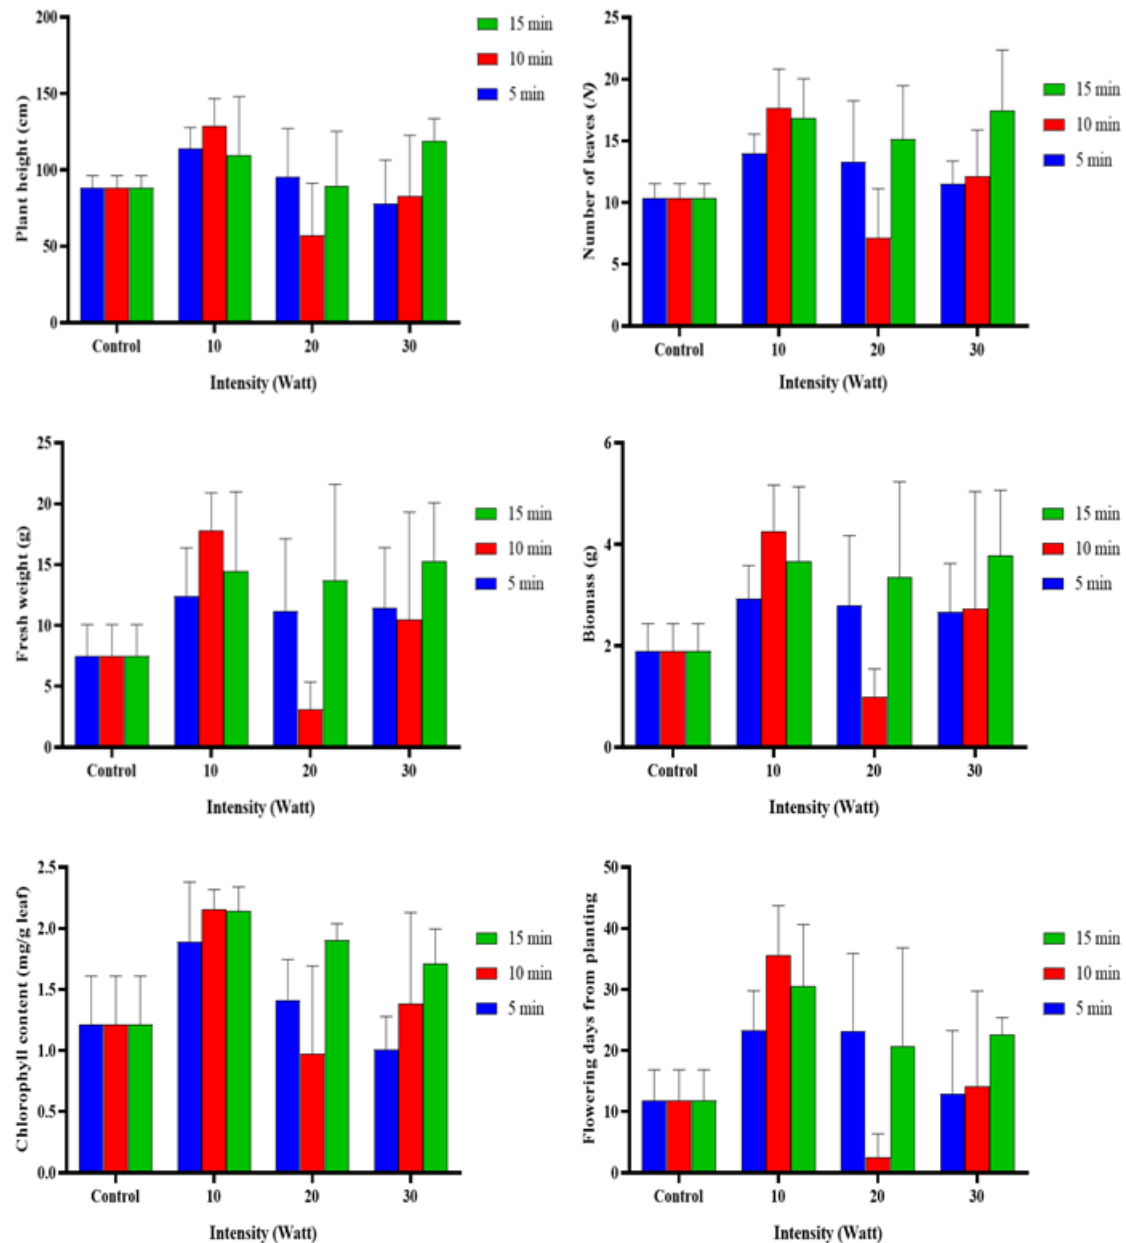 Plant height (cm)
200
150
100
50
0
Control 10 20 30
Intensity (Watt)
15 min
10 min
5 min
Number of leaves (N)
25
20
15
10
5
0
Control 10 20 30
Intensity (Watt)
15 min
10 min
5 min
Fresh weight (g)
25
20
15
10
5
0
Control 10 20 30
Intensity (Watt)
15 min
10 min
5 min
Biomass (g)
6
4
2
0
Control 10 20 30
Intensity (Watt)
15 min
10 min
5 min
Chlorophyll content (mg/g leaf)
2.5
2.0
1.5
1.0
0.5
0.0
Control 10 20 30
Intensity (Watt)
15 min
10 min
5 min
Flowering days from planting
50
40
30
20
10
0
Control 10 20 30
Intensity (Watt)
15 min
10 min
5 min